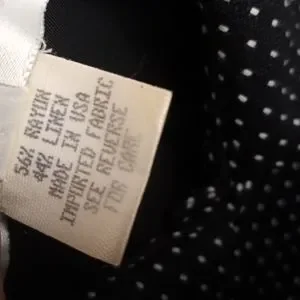 56% RAYON
44% LINEN
MADE IN USA
IMPORTED FABRIC
SEE REVERSE
FOR CARE